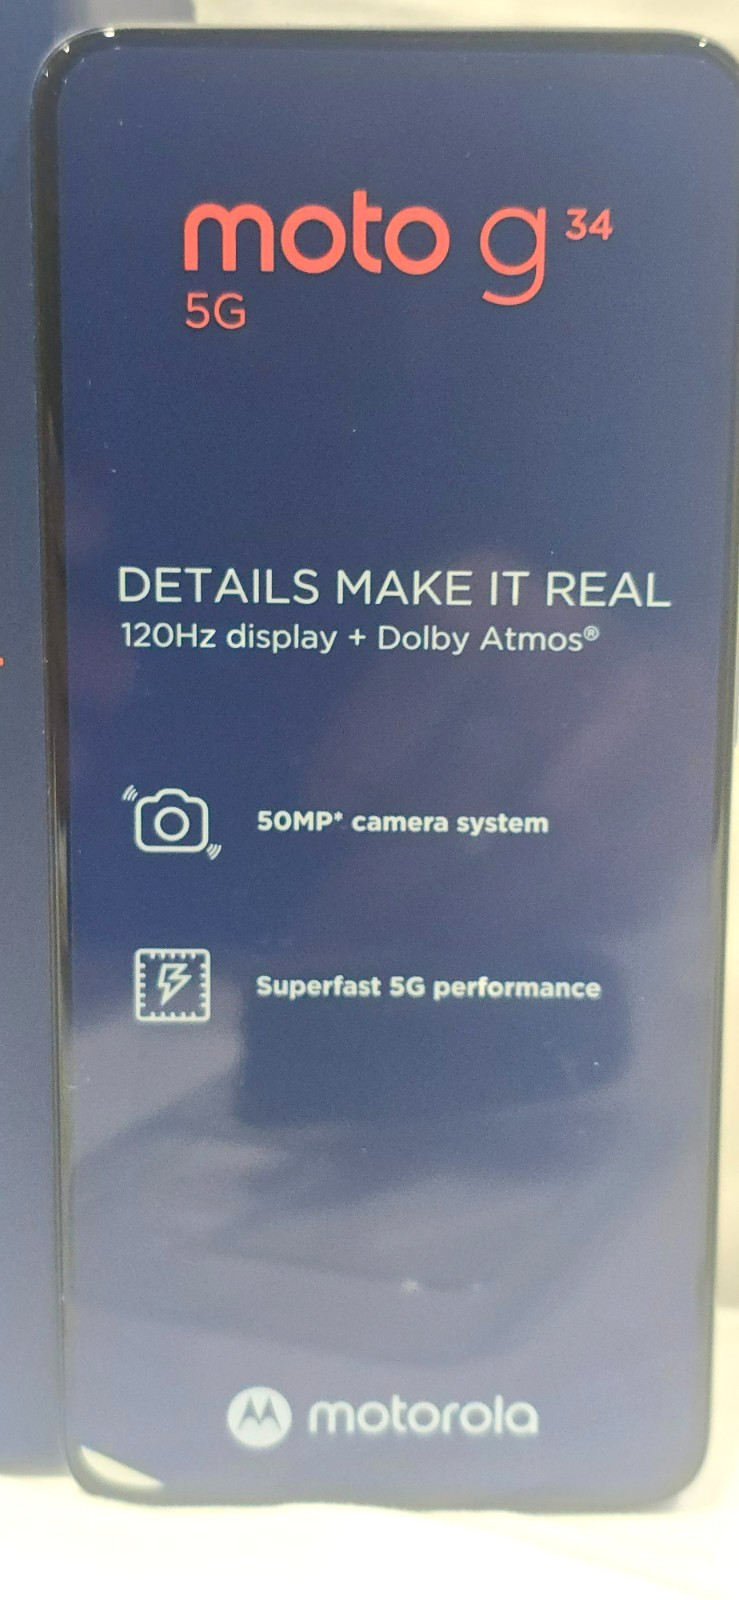 moto g 34
5G
DETAILS MAKE IT REAL
120Hz display + Dolby Atmos®
50MP* camera system
Superfast 5G performance
motorola